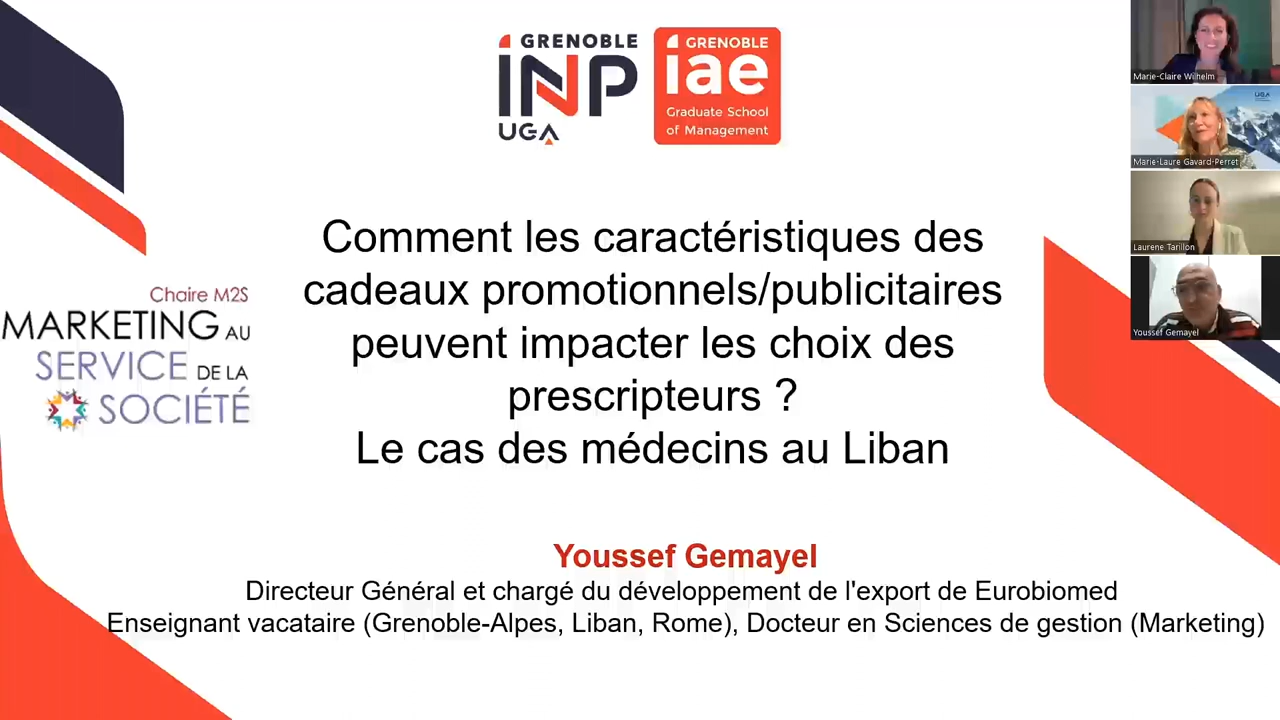 GRENOBLE
INP
UGA
GRENOBLE
iae
Graduate School
of Management
Marie-Claire Wilhelm
Marie-Laure Gavard-Perret
Laurene Tarillon
Youssef Gemayel
Comment les caractéristiques des
cadeaux promotionnels/publicitaires
peuvent impacter les choix des
prescripteurs ?
Le cas des médecins au Liban
Chaire M2S
MARKETING AU
SERVICE DE LA
SOCIÉTÉ
Youssef Gemayel
Directeur Général et chargé du développement de l'export de Eurobiomed
Enseignant vacataire (Grenoble-Alpes, Liban, Rome), Docteur en Sciences de gestion (Marketing)